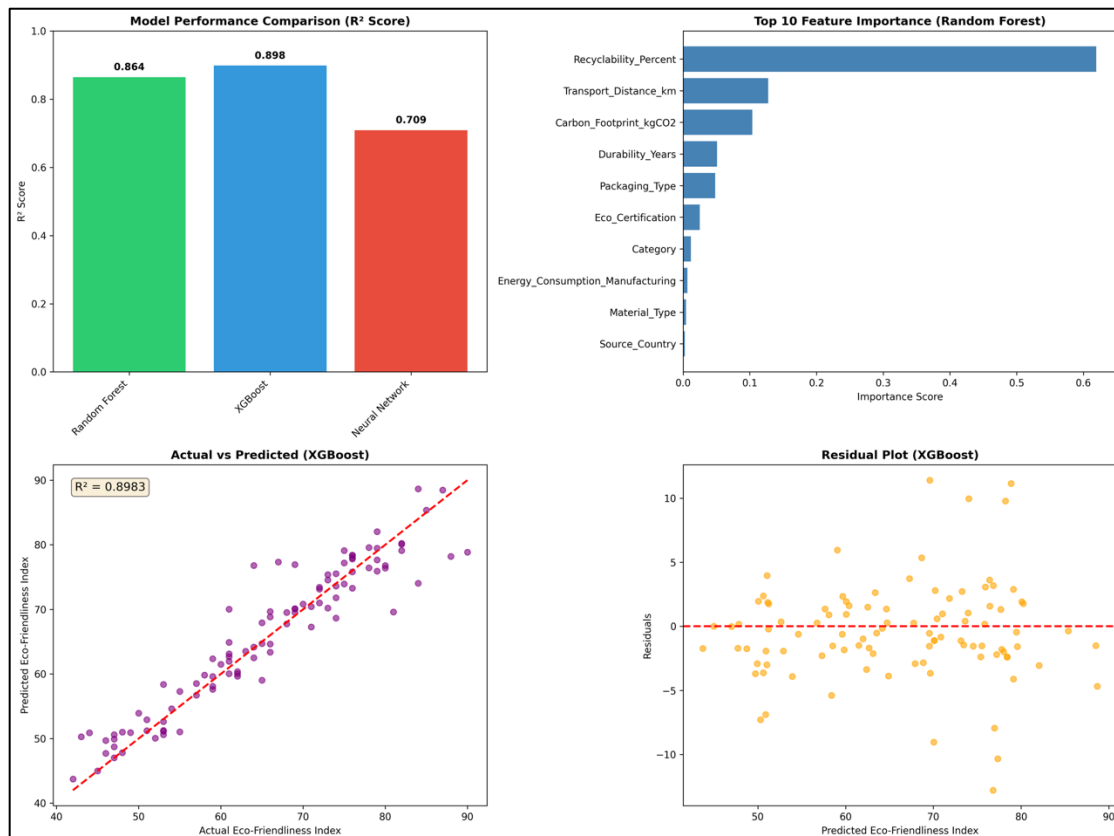 Model Performance Comparison (R² Score)
1.0
0.8
0.6
0.4
0.2
0.0
R² Score
0.864
0.898
0.709
Random Forest
XGBoost
Neural Network
Top 10 Feature Importance (Random Forest)
Recyclability_Percent
Transport_Distance_km
Carbon_Footprint_kgCO2
Durability_Years
Packaging_Type
Eco_Certification
Category
Energy_Consumption_Manufacturing
Material_Type
Source_Country
0.0 0.1 0.2 0.3 0.4 0.5 0.6
Importance Score
Actual vs Predicted (XGBoost)
R² = 0.8983
90
80
70
60
50
40
Predicted Eco-Friendliness Index
40 50 60 70 80 90
Actual Eco-Friendliness Index
Residual Plot (XGBoost)
10
5
0
−5
−10
Residuals
50 60 70 80 90
Predicted Eco-Friendliness Index